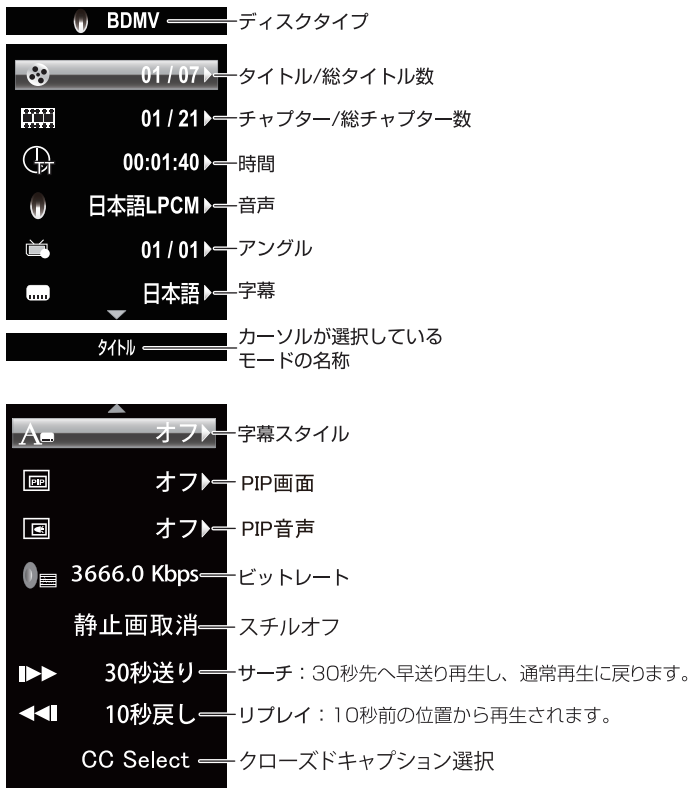 BDMV ディスクタイプ
01 / 07 タイトル/総タイトル数
01 / 21 チャプター/総チャプター数
00:01:40 時間
日本語LPCM 音声
01 / 01 アングル
日本語 字幕
タイトル カーソルが選択している
モードの名称
A オフ 字幕スタイル
PIP オフ PIP画面
オフ PIP音声
3666.0 Kbps ビットレート
静止画取消 スチルオフ
30秒送り サーチ：30秒先へ早送り再生し、通常再生に戻ります。
10秒戻し リプレイ：10秒前の位置から再生されます。
CC Select クローズドキャプション選択